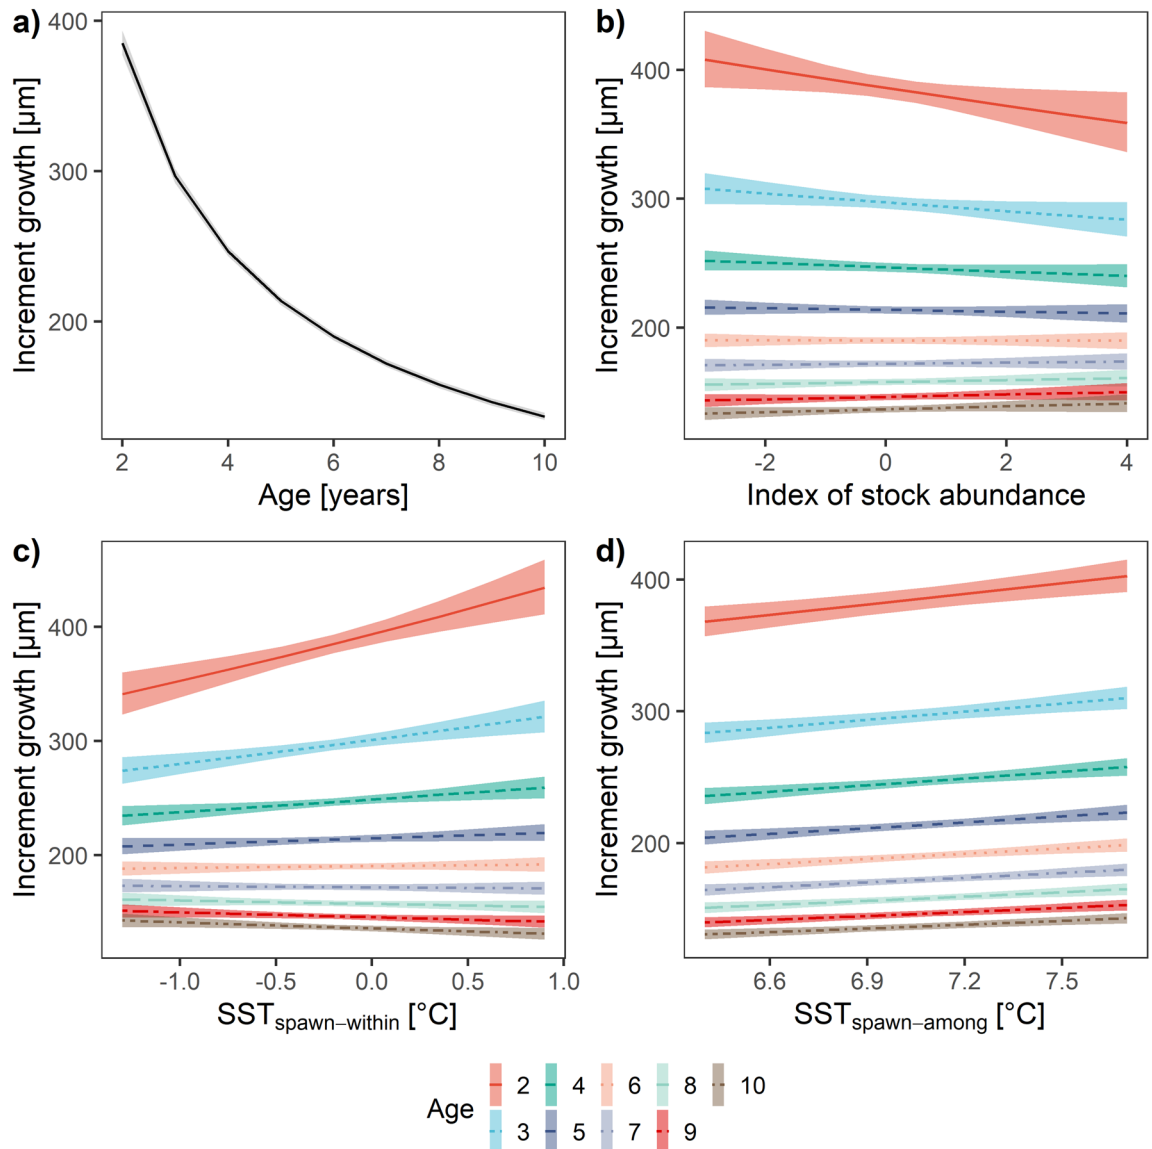 a)
Increment growth [µm]
400
300
200
2 4 6 8 10
Age [years]
b)
Increment growth [µm]
400
300
200
-2 0 2 4
Index of stock abundance
c)
Increment growth [µm]
400
300
200
-1.0 -0.5 0.0 0.5 1.0
SSTspawn−within [°C]
d)
Increment growth [µm]
400
300
200
6.6 6.9 7.2 7.5
SSTspawn−among [°C]
Age
2 4 6 8 10
3 5 7 9